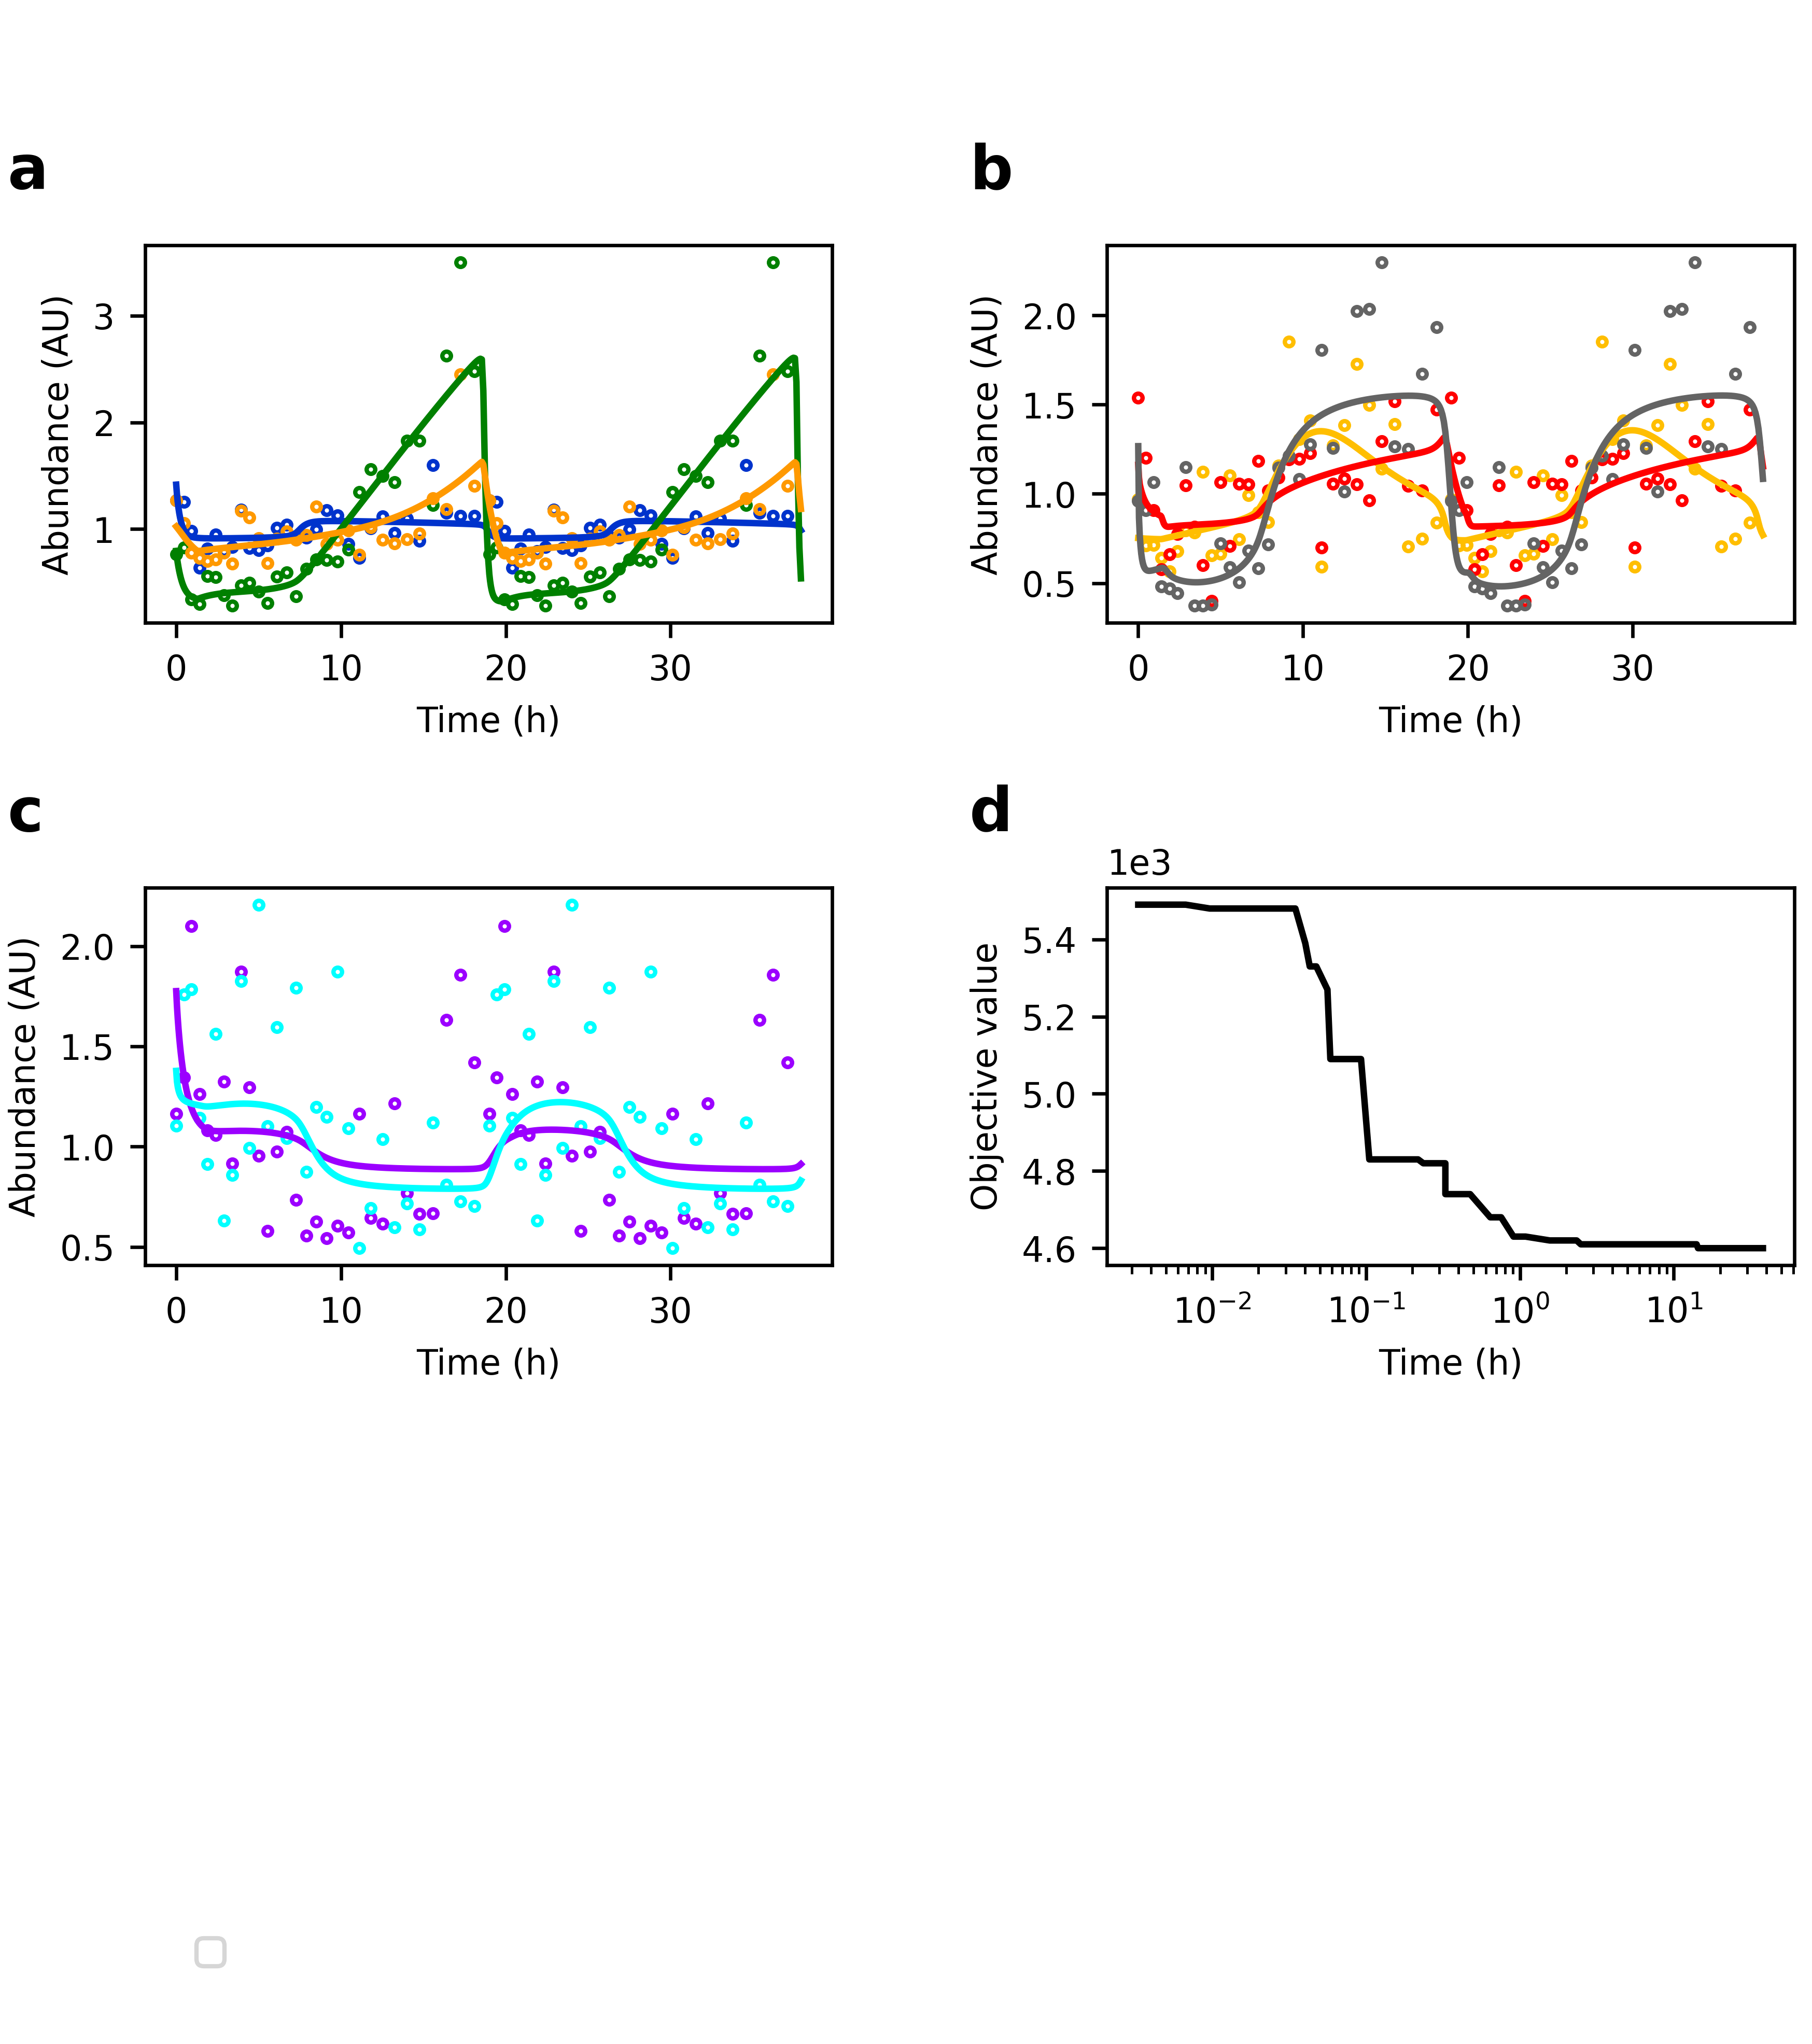 a
Abundance (AU)
3
2
1
0 10 20 30
Time (h)
b
Abundance (AU)
2.0
1.5
1.0
0.5
0 10 20 30
Time (h)
c
Abundance (AU)
2.0
1.5
1.0
0.5
0 10 20 30
Time (h)
d
1e3
Objective value
5.4
5.2
5.0
4.8
4.6
10⁻² 10⁻¹ 10⁰ 10¹
Time (h)